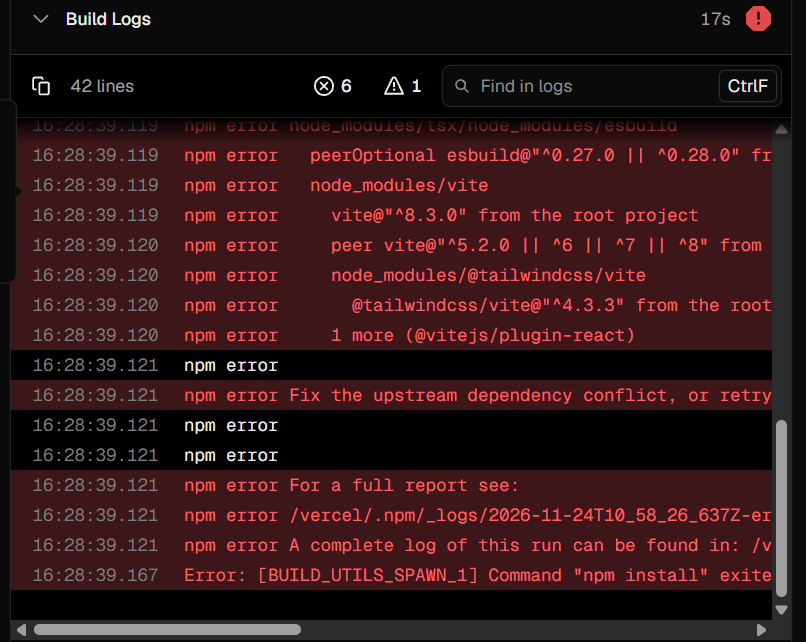 Build Logs
17s
42 lines
6
1
Find in logs
CtrlF
16:28:39.119 npm error node_modules/tsx/node_modules/esbuild
16:28:39.119 npm error   peerOptional esbuild@"^0.27.0 || ^0.28.0" fr
16:28:39.119 npm error   node_modules/vite
16:28:39.119 npm error     vite@"^8.3.0" from the root project
16:28:39.120 npm error     peer vite@"^5.2.0 || ^6 || ^7 || ^8" from
16:28:39.120 npm error     node_modules/@tailwindcss/vite
16:28:39.120 npm error       @tailwindcss/vite@"^4.3.3" from the root
16:28:39.120 npm error     1 more (@vitejs/plugin-react)
16:28:39.121 npm error
16:28:39.121 npm error Fix the upstream dependency conflict, or retry
16:28:39.121 npm error
16:28:39.121 npm error
16:28:39.121 npm error For a full report see:
16:28:39.121 npm error /vercel/.npm/_logs/2026-11-24T10_58_26_637Z-er
16:28:39.121 npm error A complete log of this run can be found in: /v
16:28:39.167 Error: [BUILD_UTILS_SPAWN_1] Command "npm install" exite